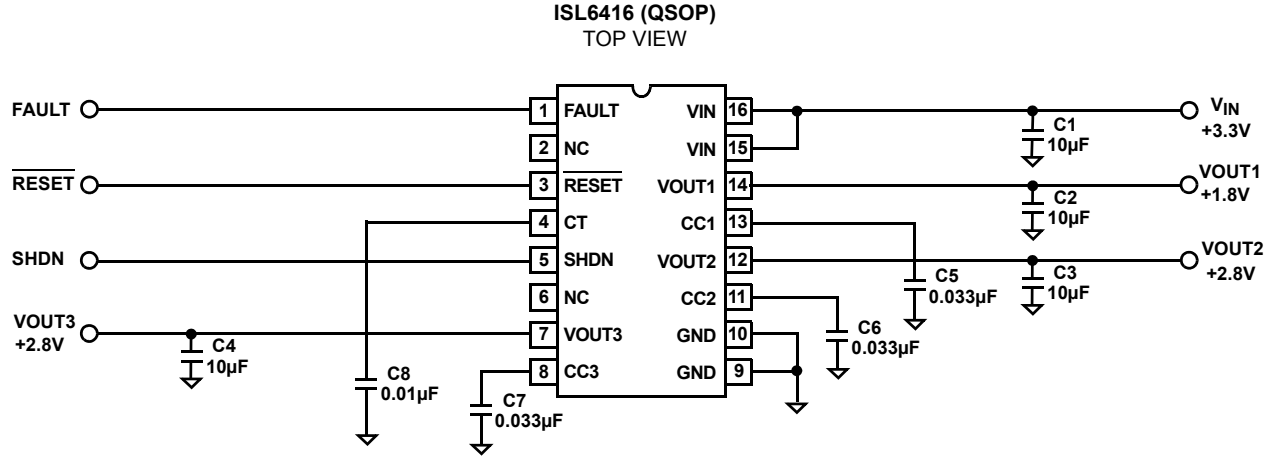 ISL6416 (QSOP)
TOP VIEW
FAULT
RESET
SHDN
VOUT3
+2.8V
C4
10µF
C8
0.01µF
C7
0.033µF
1 FAULT
2 NC
3 RESET
4 CT
5 SHDN
6 NC
7 VOUT3
8 CC3
VIN 16
VIN 15
VOUT1 14
CC1 13
VOUT2 12
CC2 11
GND 10
GND 9
C1
10µF
C2
10µF
C3
10µF
C5
0.033µF
C6
0.033µF
VIN
+3.3V
VOUT1
+1.8V
VOUT2
+2.8V